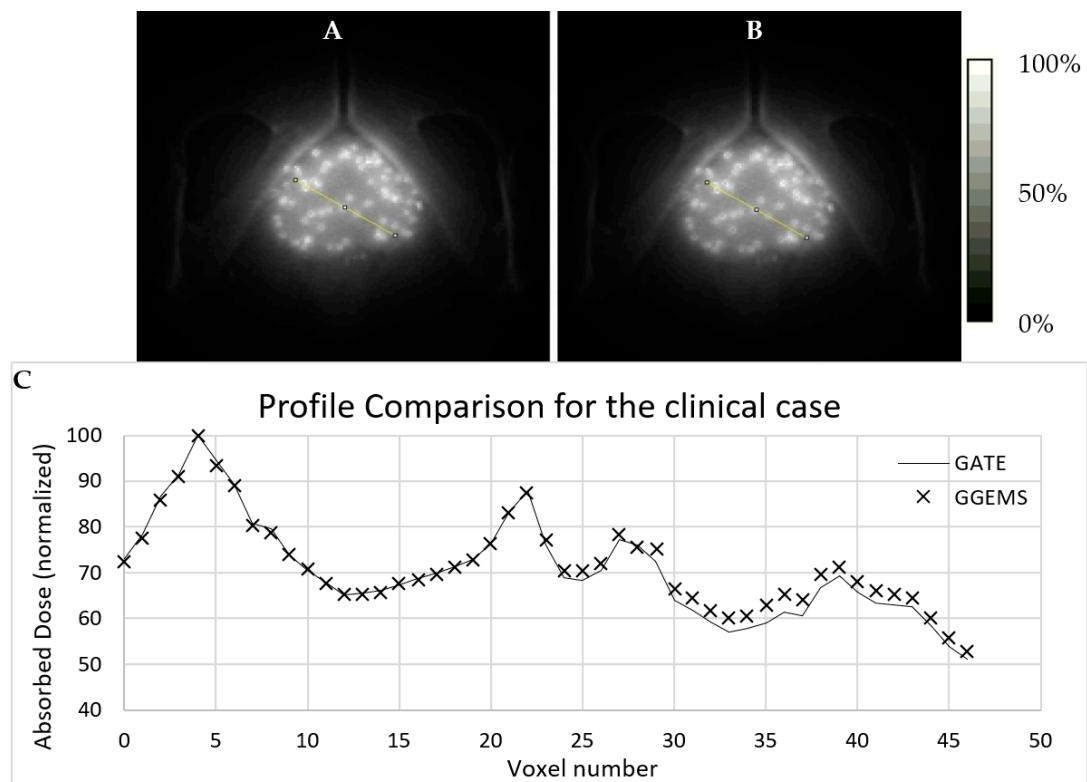 A
B
100%
50%
0%
C
Profile Comparison for the clinical case
Absorbed Dose (normalized)
100
90
80
70
60
50
40
GATE
GGEMS
0 5 10 15 20 25 30 35 40 45 50
Voxel number